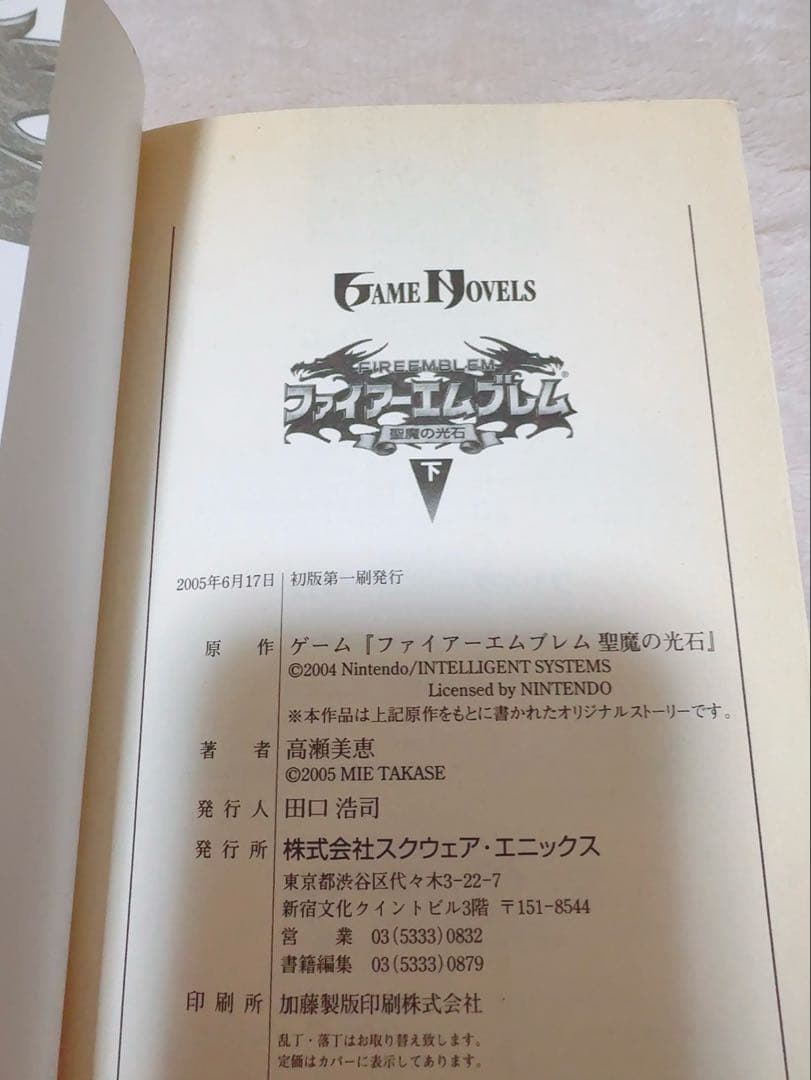 GAME NOVELS
FIREEMBLEM
ファイアーエムブレム®
聖魔の光石
下
2005年6月17日 初版第一刷発行
原作 ゲーム『ファイアーエムブレム 聖魔の光石』
©2004 Nintendo/INTELLIGENT SYSTEMS
Licensed by NINTENDO
※本作品は上記原作をもとに書かれたオリジナルストーリーです。
著者 高瀬美恵
©2005 MIE TAKASE
発行人 田口 浩司
発行所 株式会社スクウェア・エニックス
東京都渋谷区代々木3-22-7
新宿文化クイントビル3階 〒151-8544
営業 03(5333)0832
書籍編集 03(5333)0879
印刷所 加藤製版印刷株式会社
乱丁・落丁はお取り替え致します。
定価はカバーに表示してあります。